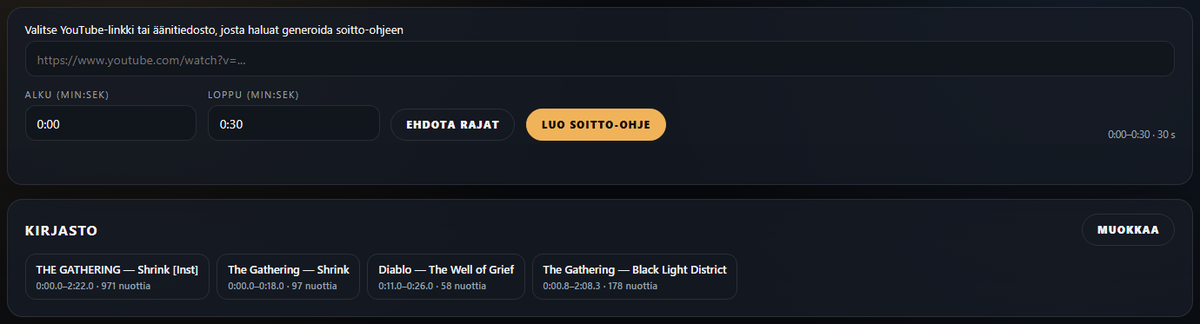 Valitse YouTube-linkki tai äänitiedosto, josta haluat generoida soitto-ohjeen
https://www.youtube.com/watch?v=...
ALKU (MIN:SEK)
LOPPU (MIN:SEK)
0:00
0:30
EHDOTA RAJAT
LUO SOITTO-OHJE
0:00–0:30 · 30 s
KIRJASTO
MUOKKAA
THE GATHERING — Shrink [Inst]
0:00.0–2:22.0 · 971 nuottia
The Gathering — Shrink
0:00.0–0:18.0 · 97 nuottia
Diablo — The Well of Grief
0:11.0–0:26.0 · 58 nuottia
The Gathering — Black Light District
0:00.8–2:08.3 · 178 nuottia